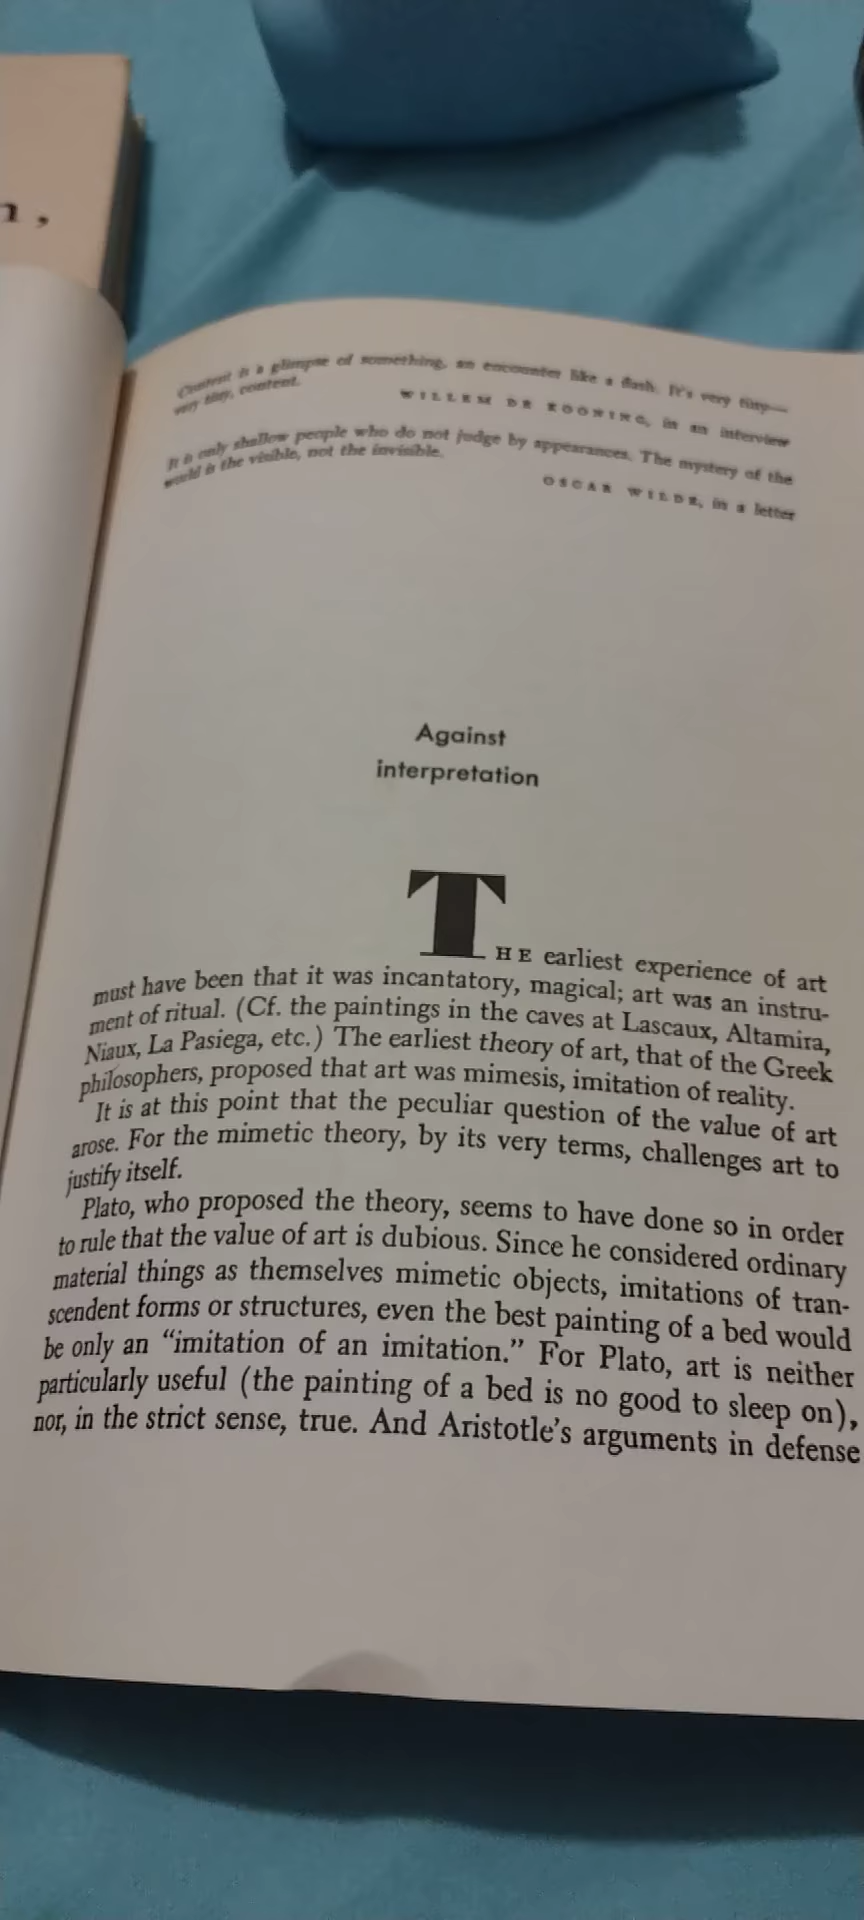 n,
Content is a glimpse of something, an encounter like a flash. It's very tiny—
very tiny, content.
WILLEM DE KOONING, in an interview
It is only shallow people who do not judge by appearances. The mystery of the
world is the visible, not the invisible.
OSCAR WILDE, in a letter
Against
interpretation
THE earliest experience of art
must have been that it was incantatory, magical; art was an instru-
ment of ritual. (Cf. the paintings in the caves at Lascaux, Altamira,
Niaux, La Pasiega, etc.) The earliest theory of art, that of the Greek
philosophers, proposed that art was mimesis, imitation of reality.
It is at this point that the peculiar question of the value of art
arose. For the mimetic theory, by its very terms, challenges art to
justify itself.
Plato, who proposed the theory, seems to have done so in order
to rule that the value of art is dubious. Since he considered ordinary
material things as themselves mimetic objects, imitations of tran-
scendent forms or structures, even the best painting of a bed would
be only an “imitation of an imitation.” For Plato, art is neither
particularly useful (the painting of a bed is no good to sleep on),
nor, in the strict sense, true. And Aristotle’s arguments in defense